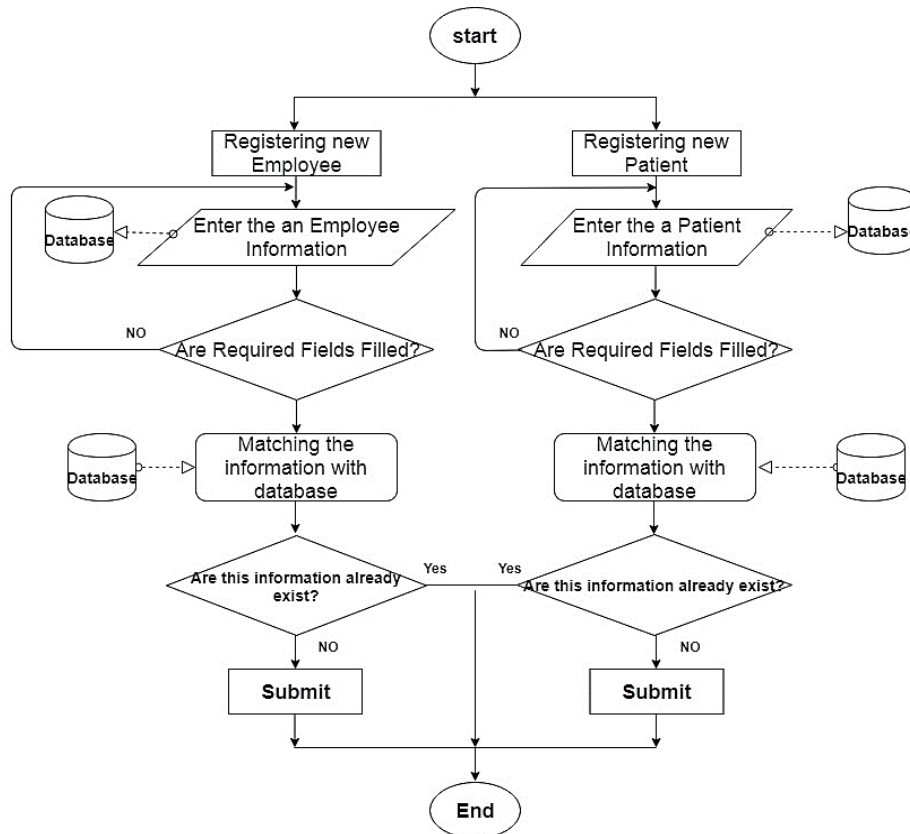 start
Registering new
Employee
Registering new
Patient
Database
Enter the an Employee
Information
Enter the a Patient
Information
Database
NO
Are Required Fields Filled?
NO
Are Required Fields Filled?
Database
Matching the
information with
database
Matching the
information with
database
Database
Are this information already
exist?
Yes
Yes
Are this information already exist?
NO
NO
Submit
Submit
End